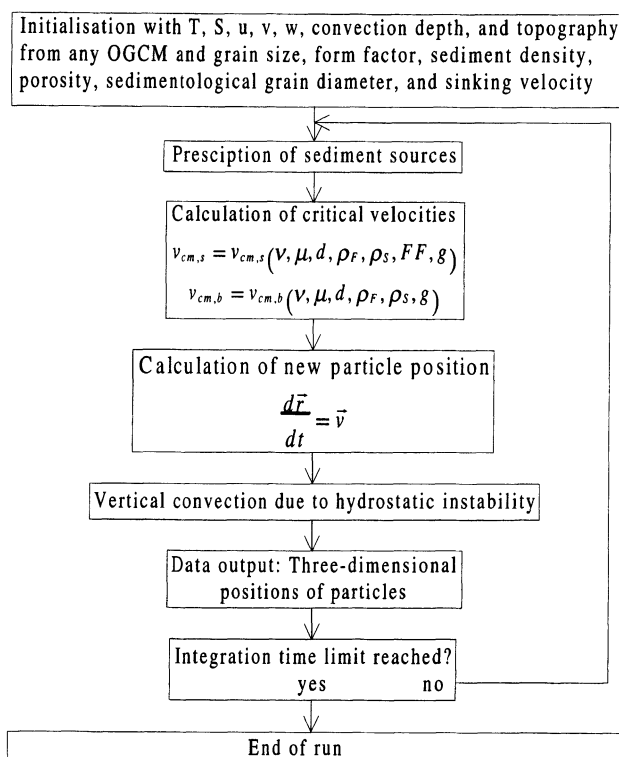 Initialisation with T, S, u, v, w, convection depth, and topography
from any OGCM and grain size, form factor, sediment density,
porosity, sedimentological grain diameter, and sinking velocity
Presciption of sediment sources
Calculation of critical velocities
v_{cm,s} = v_{cm,s}(ν, μ, d, ρ_F, ρ_S, FF, g)
v_{cm,b} = v_{cm,b}(ν, μ, d, ρ_F, ρ_S, g)
Calculation of new particle position
d\vec{r}/dt = \vec{v}
Vertical convection due to hydrostatic instability
Data output: Three-dimensional
positions of particles
Integration time limit reached?
yes no
End of run